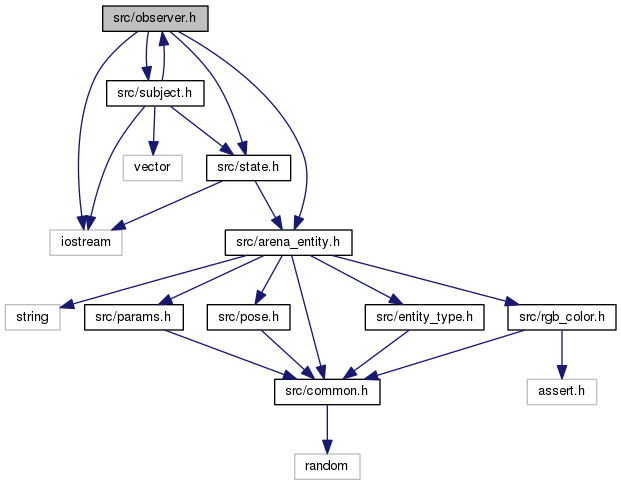 src/observer.h
src/subject.h
vector
src/state.h
iostream
src/arena_entity.h
string
src/params.h
src/pose.h
src/entity_type.h
src/rgb_color.h
src/common.h
assert.h
random